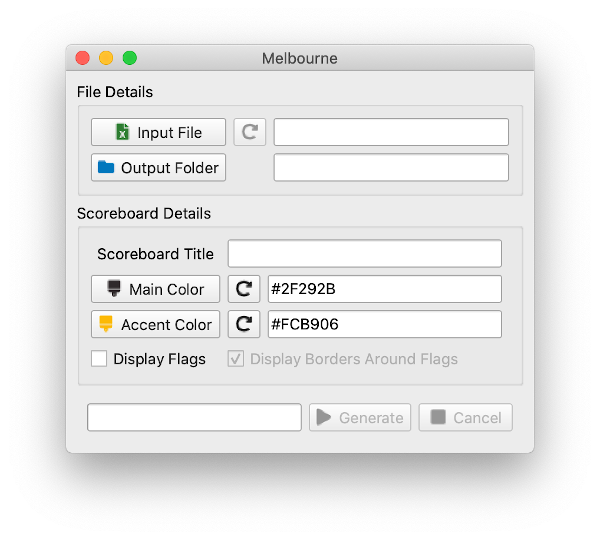 Melbourne
File Details
Input File
Output Folder
Scoreboard Details
Scoreboard Title
Main Color #2F292B
Accent Color #FCB906
Display Flags Display Borders Around Flags
Generate Cancel